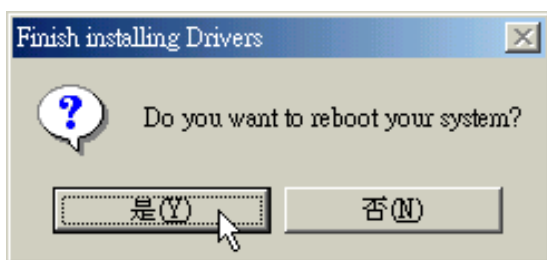 Finish installing Drivers
Do you want to reboot your system?
是(Y) 否(N)